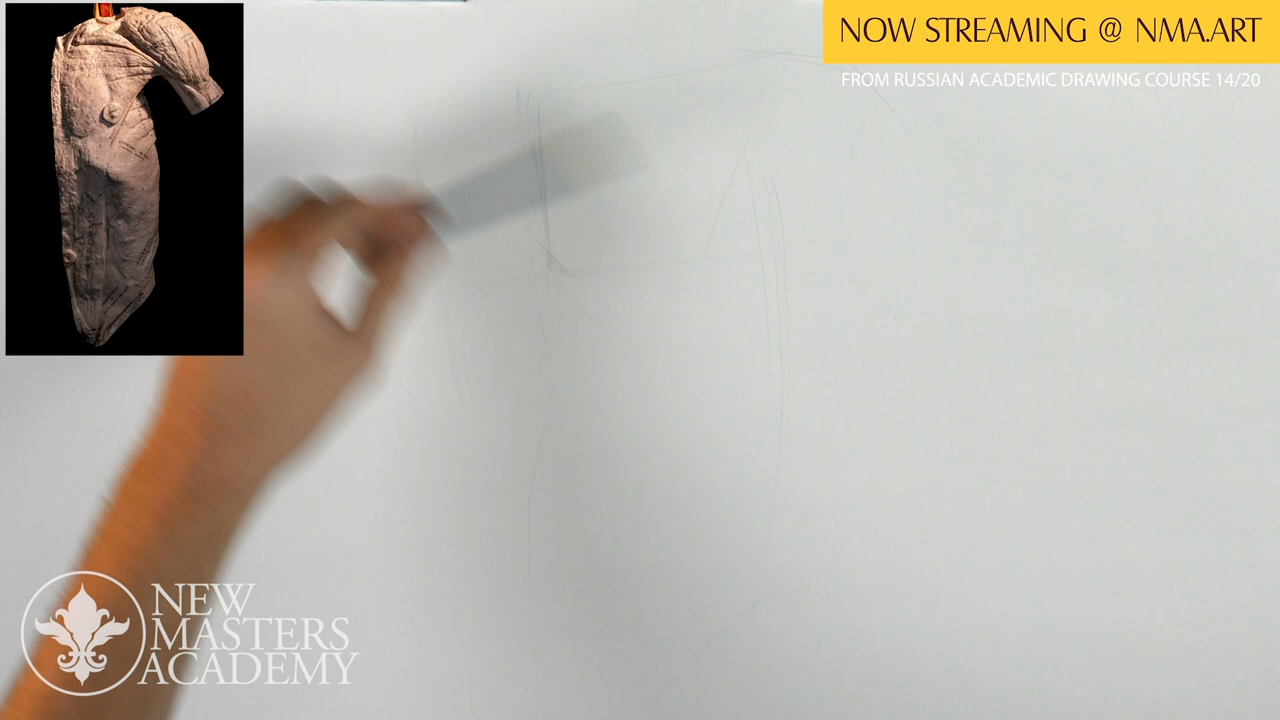 NOW STREAMING @ NMA.ART
FROM RUSSIAN ACADEMIC DRAWING COURSE 14/20
NEW
MASTERS
ACADEMY